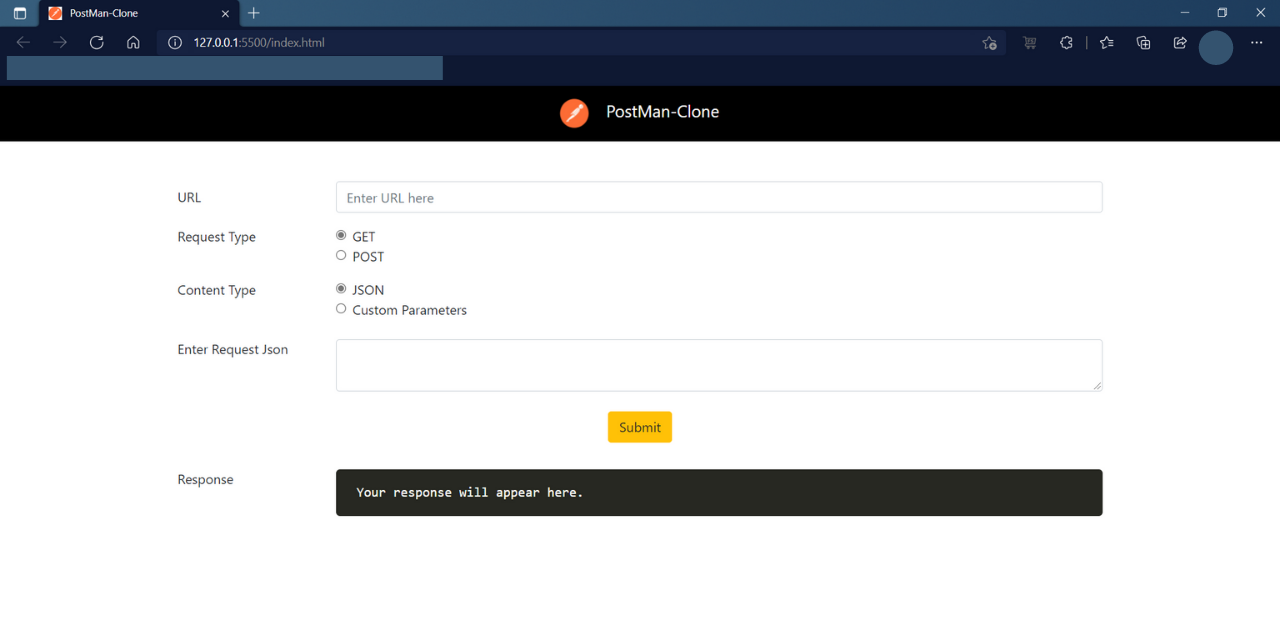 PostMan-Clone
127.0.0.1:5500/index.html
PostMan-Clone
URL
Enter URL here
Request Type
GET
POST
Content Type
JSON
Custom Parameters
Enter Request Json
Submit
Response
Your response will appear here.